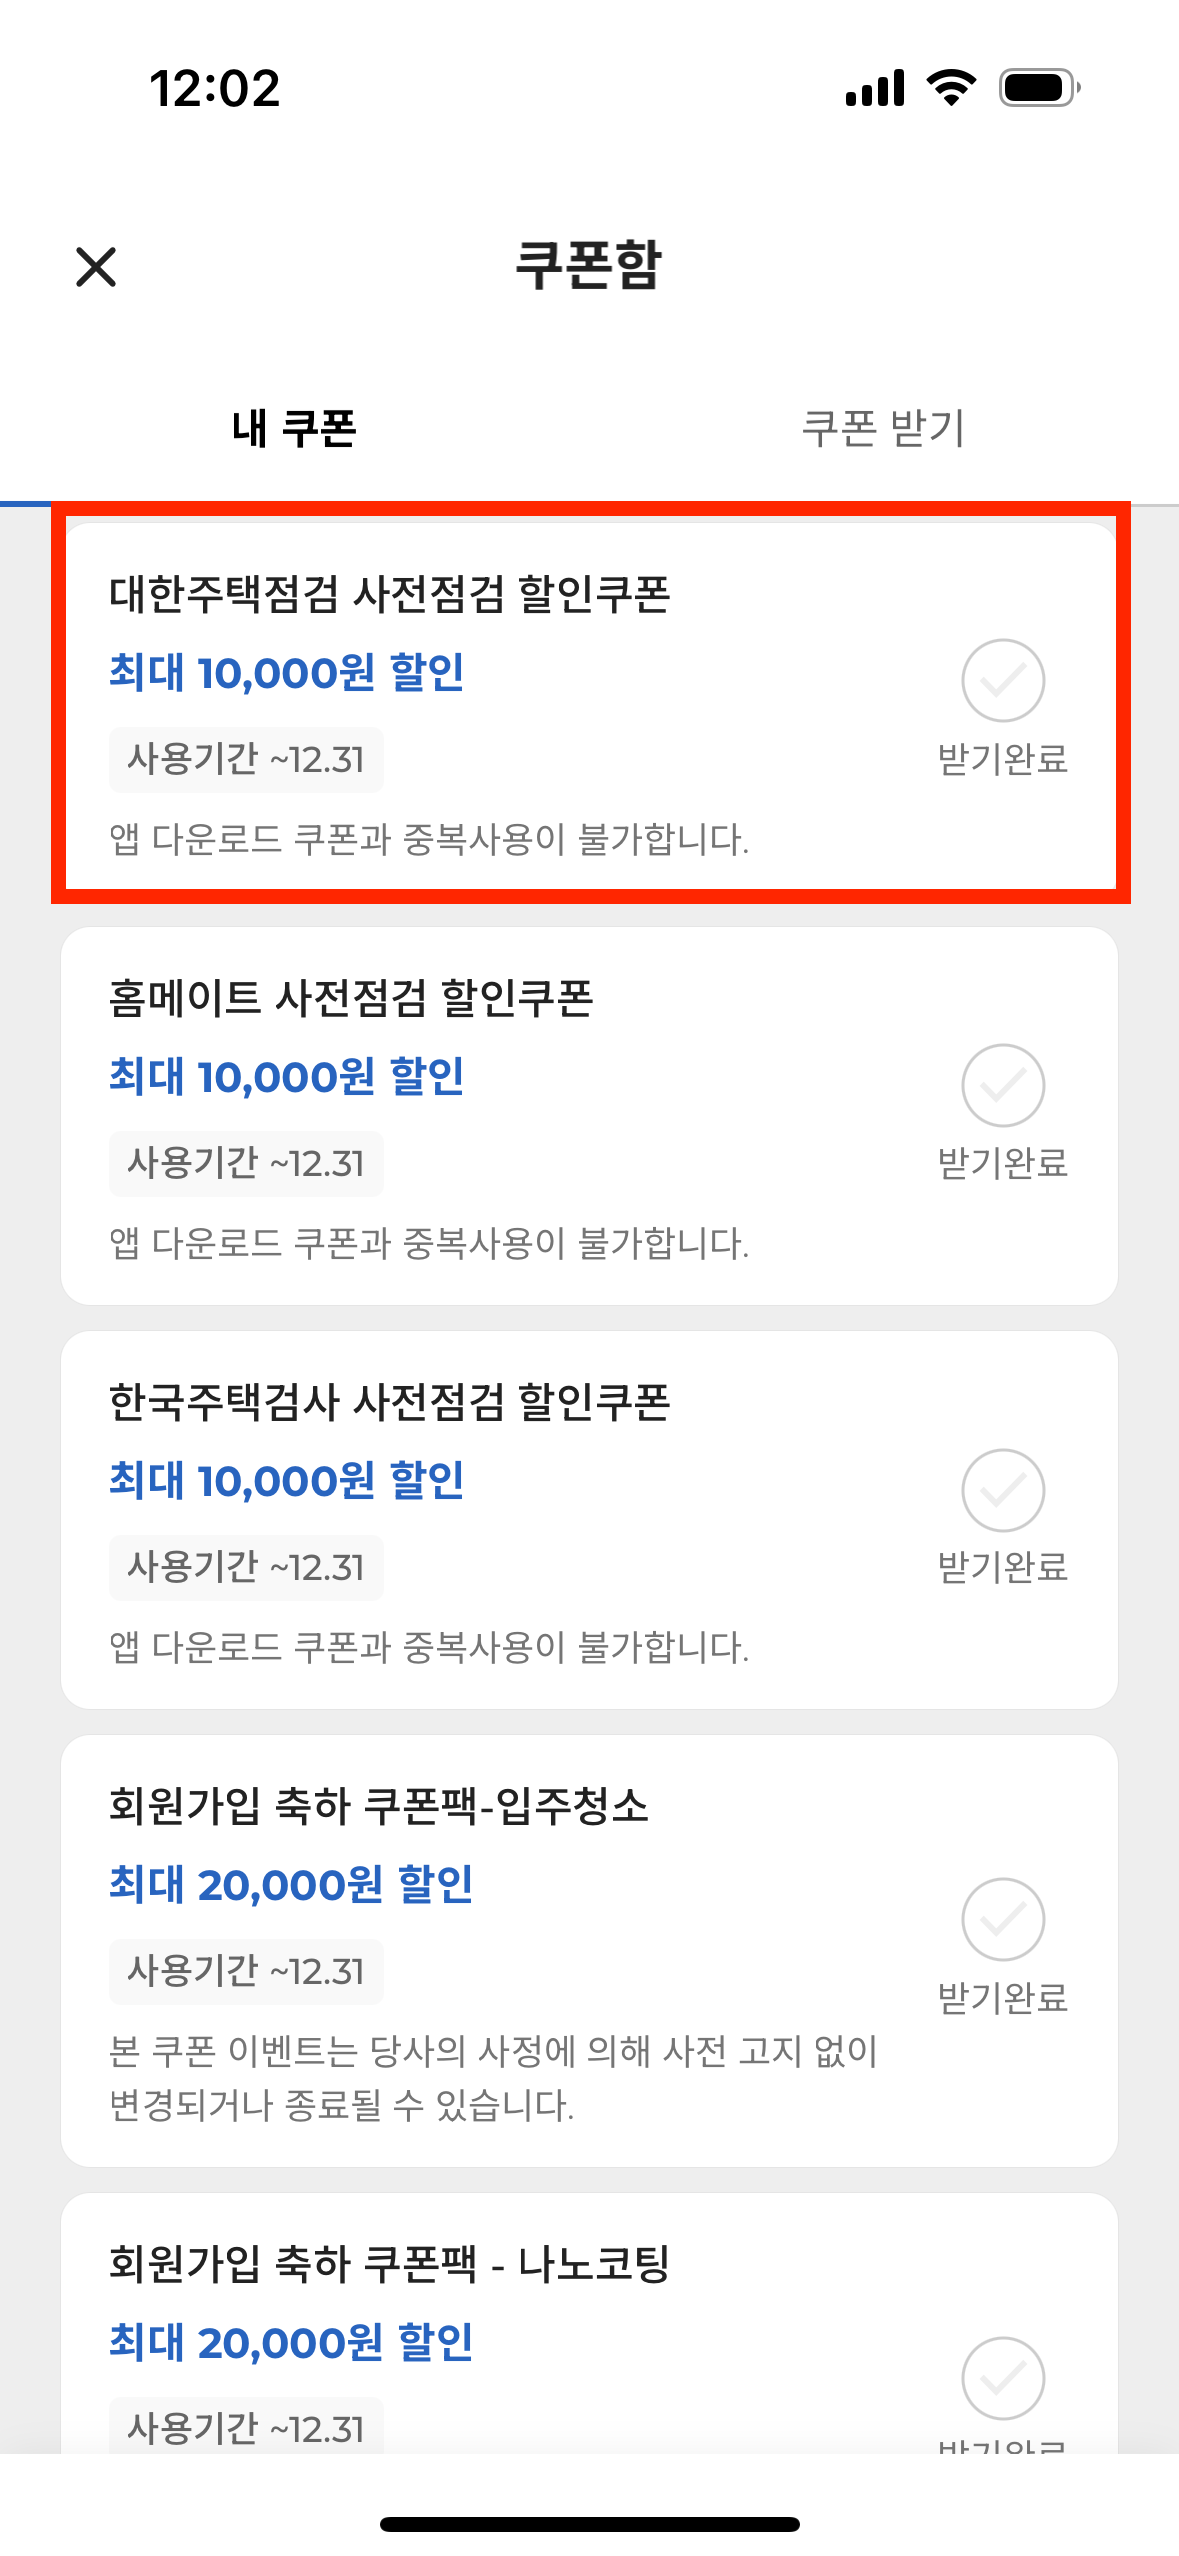 12:02
쿠폰함
내 쿠폰
쿠폰 받기
대한주택점검 사전점검 할인쿠폰
최대 10,000원 할인
사용기간 ~12.31
받기완료
앱 다운로드 쿠폰과 중복사용이 불가합니다.
홈메이트 사전점검 할인쿠폰
최대 10,000원 할인
사용기간 ~12.31
받기완료
앱 다운로드 쿠폰과 중복사용이 불가합니다.
한국주택검사 사전점검 할인쿠폰
최대 10,000원 할인
사용기간 ~12.31
받기완료
앱 다운로드 쿠폰과 중복사용이 불가합니다.
회원가입 축하 쿠폰팩-입주청소
최대 20,000원 할인
사용기간 ~12.31
받기완료
본 쿠폰 이벤트는 당사의 사정에 의해 사전 고지 없이
변경되거나 종료될 수 있습니다.
회원가입 축하 쿠폰팩 - 나노코팅
최대 20,000원 할인
사용기간 ~12.31
받기완료